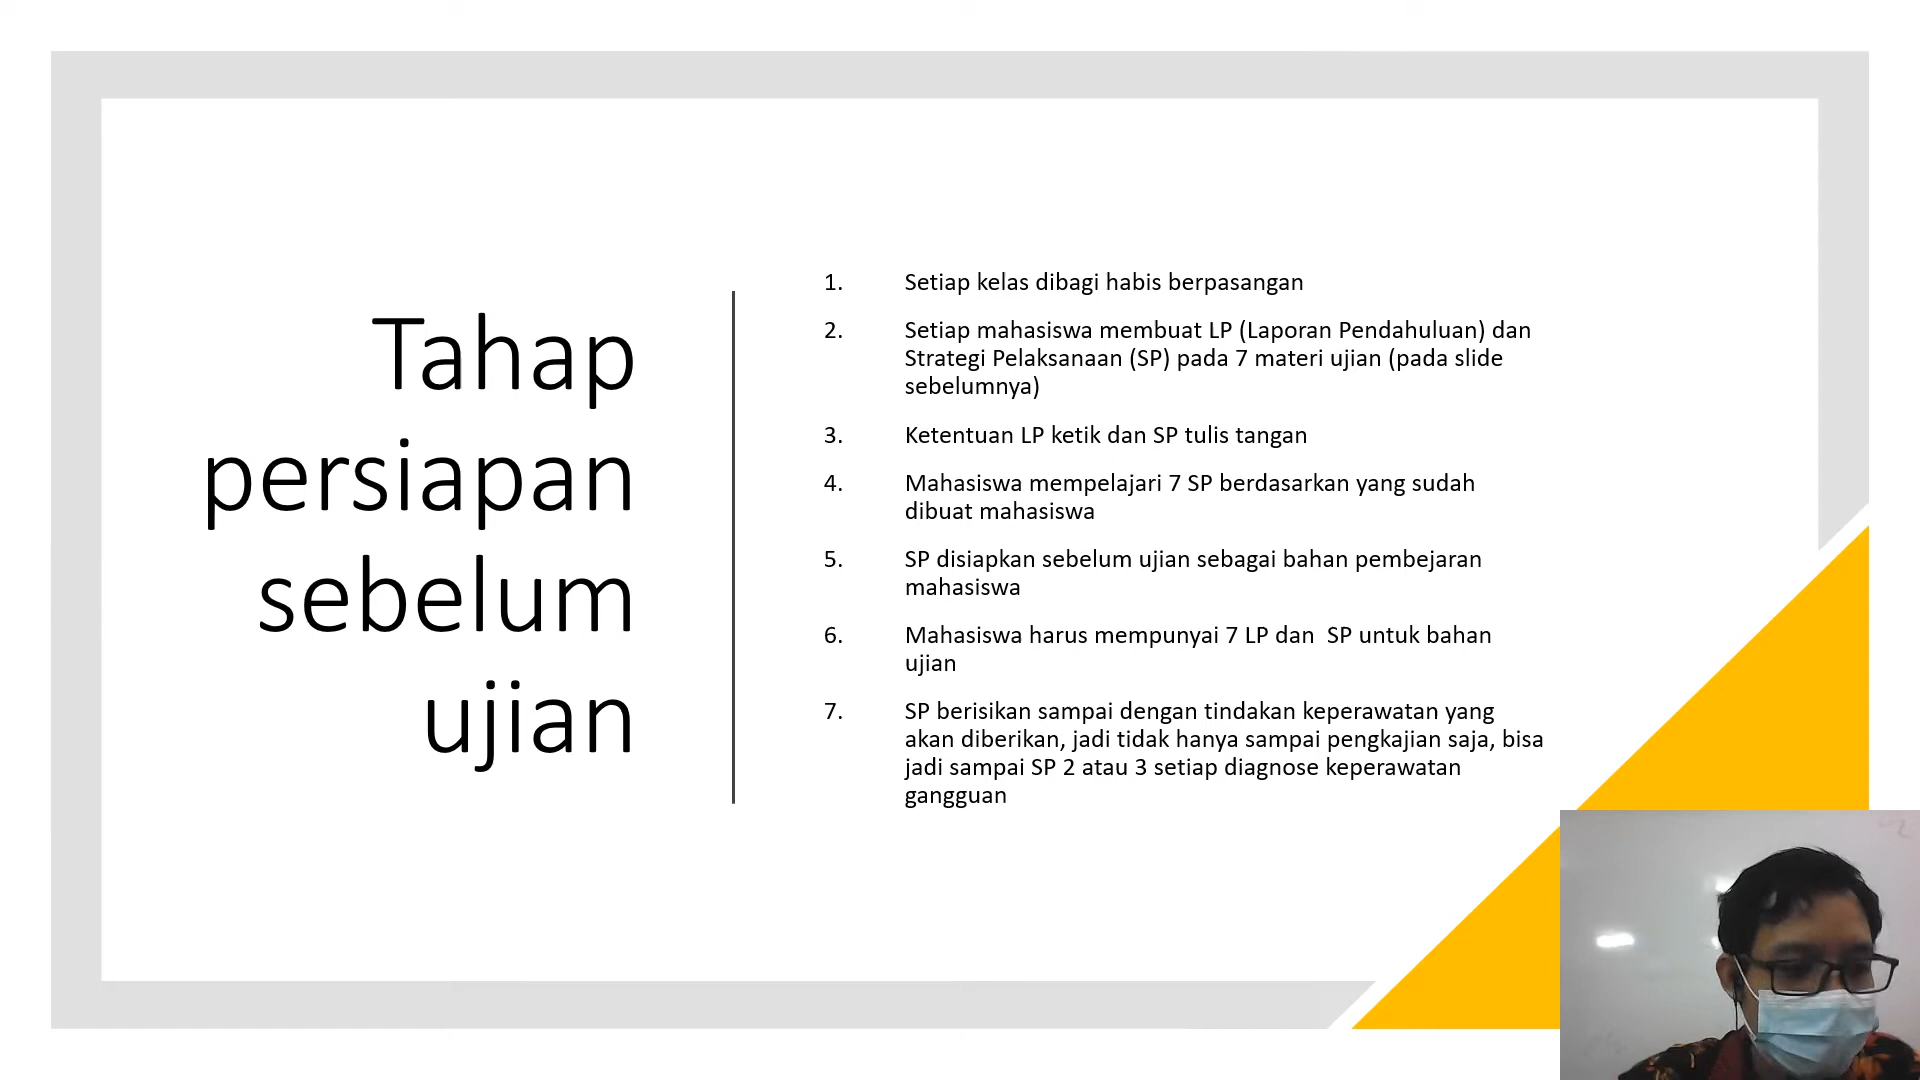 Tahap
persiapan
sebelum
ujian
1. Setiap kelas dibagi habis berpasangan
2. Setiap mahasiswa membuat LP (Laporan Pendahuluan) dan
Strategi Pelaksanaan (SP) pada 7 materi ujian (pada slide
sebelumnya)
3. Ketentuan LP ketik dan SP tulis tangan
4. Mahasiswa mempelajari 7 SP berdasarkan yang sudah
dibuat mahasiswa
5. SP disiapkan sebelum ujian sebagai bahan pembejaran
mahasiswa
6. Mahasiswa harus mempunyai 7 LP dan  SP untuk bahan
ujian
7. SP berisikan sampai dengan tindakan keperawatan yang
akan diberikan, jadi tidak hanya sampai pengkajian saja, bisa
jadi sampai SP 2 atau 3 setiap diagnose keperawatan
gangguan